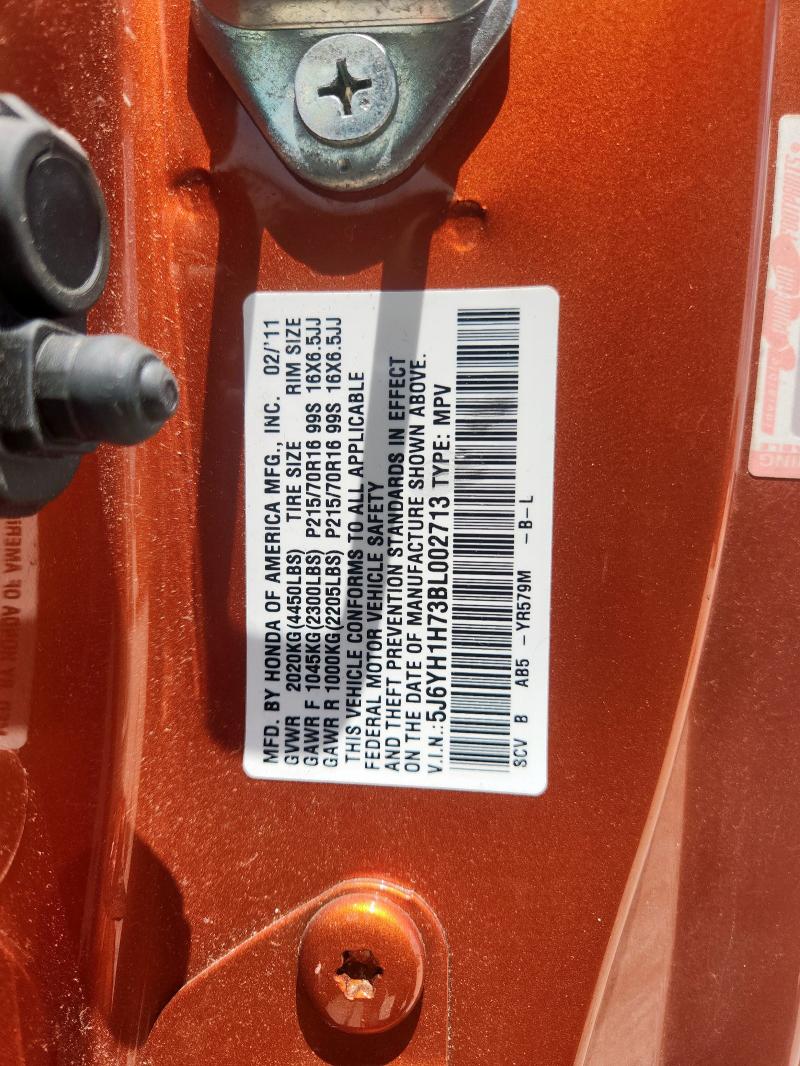 MFD. BY HONDA OF AMERICA MFG., INC. 02/'11
GVWR 2020KG(4450LBS) TIRE SIZE RIM SIZE
GAWR F 1045KG(2300LBS) P215/70R16 99S 16X6.5JJ
GAWR R 1000KG(2205LBS) P215/70R16 99S 16X6.5JJ
THIS VEHICLE CONFORMS TO ALL APPLICABLE
FEDERAL MOTOR VEHICLE SAFETY
AND THEFT PREVENTION STANDARDS IN EFFECT
ON THE DATE OF MANUFACTURE SHOWN ABOVE.
V.I.N.:5J6YH1H73BL002713 TYPE: MPV
SCV B AB5 -YR579M -B-L